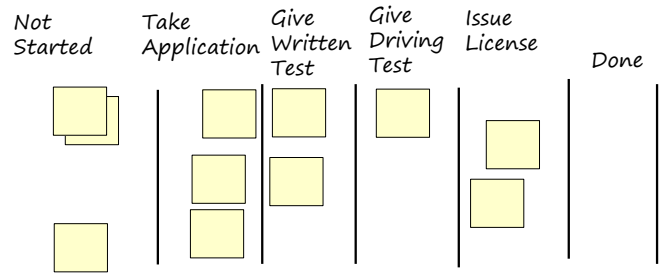 Not
Started
Take
Application
Give
Written
Test
Give
Driving
Test
Issue
License
Done